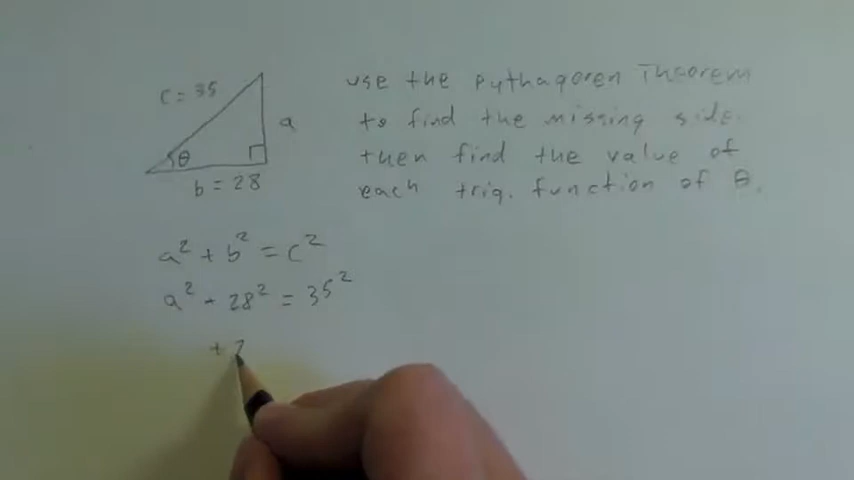 c = 35
a
θ
b = 28
use the Pythagoren Theorem
to find the missing side.
then find the value of
each trig. function of θ.
a² + b² = c²
a² + 28² = 35²
+ 7